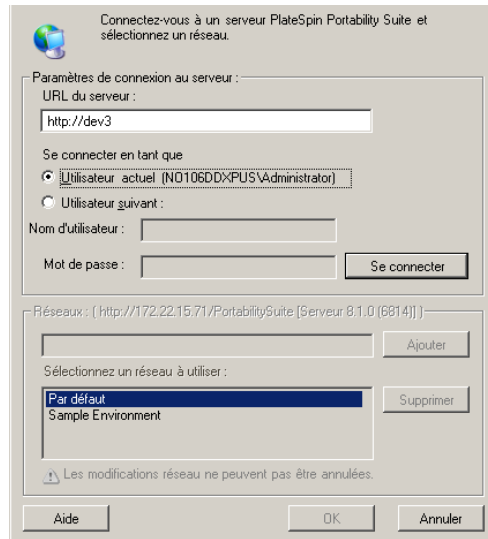 Connectez-vous à un serveur PlateSpin Portability Suite et
sélectionnez un réseau.
Paramètres de connexion au serveur :
URL du serveur :
http://dev3
Se connecter en tant que
Utilisateur actuel (N0106DDXPUS\Administrator)
Utilisateur suivant :
Nom d'utilisateur :
Mot de passe :
Se connecter
Réseaux : ( http://172.22.15.71/PortabilitySuite [Serveur 8.1.0 (6814)] )
Ajouter
Sélectionnez un réseau à utiliser :
Par défaut
Sample Environment
Supprimer
Les modifications réseau ne peuvent pas être annulées.
Aide
OK
Annuler